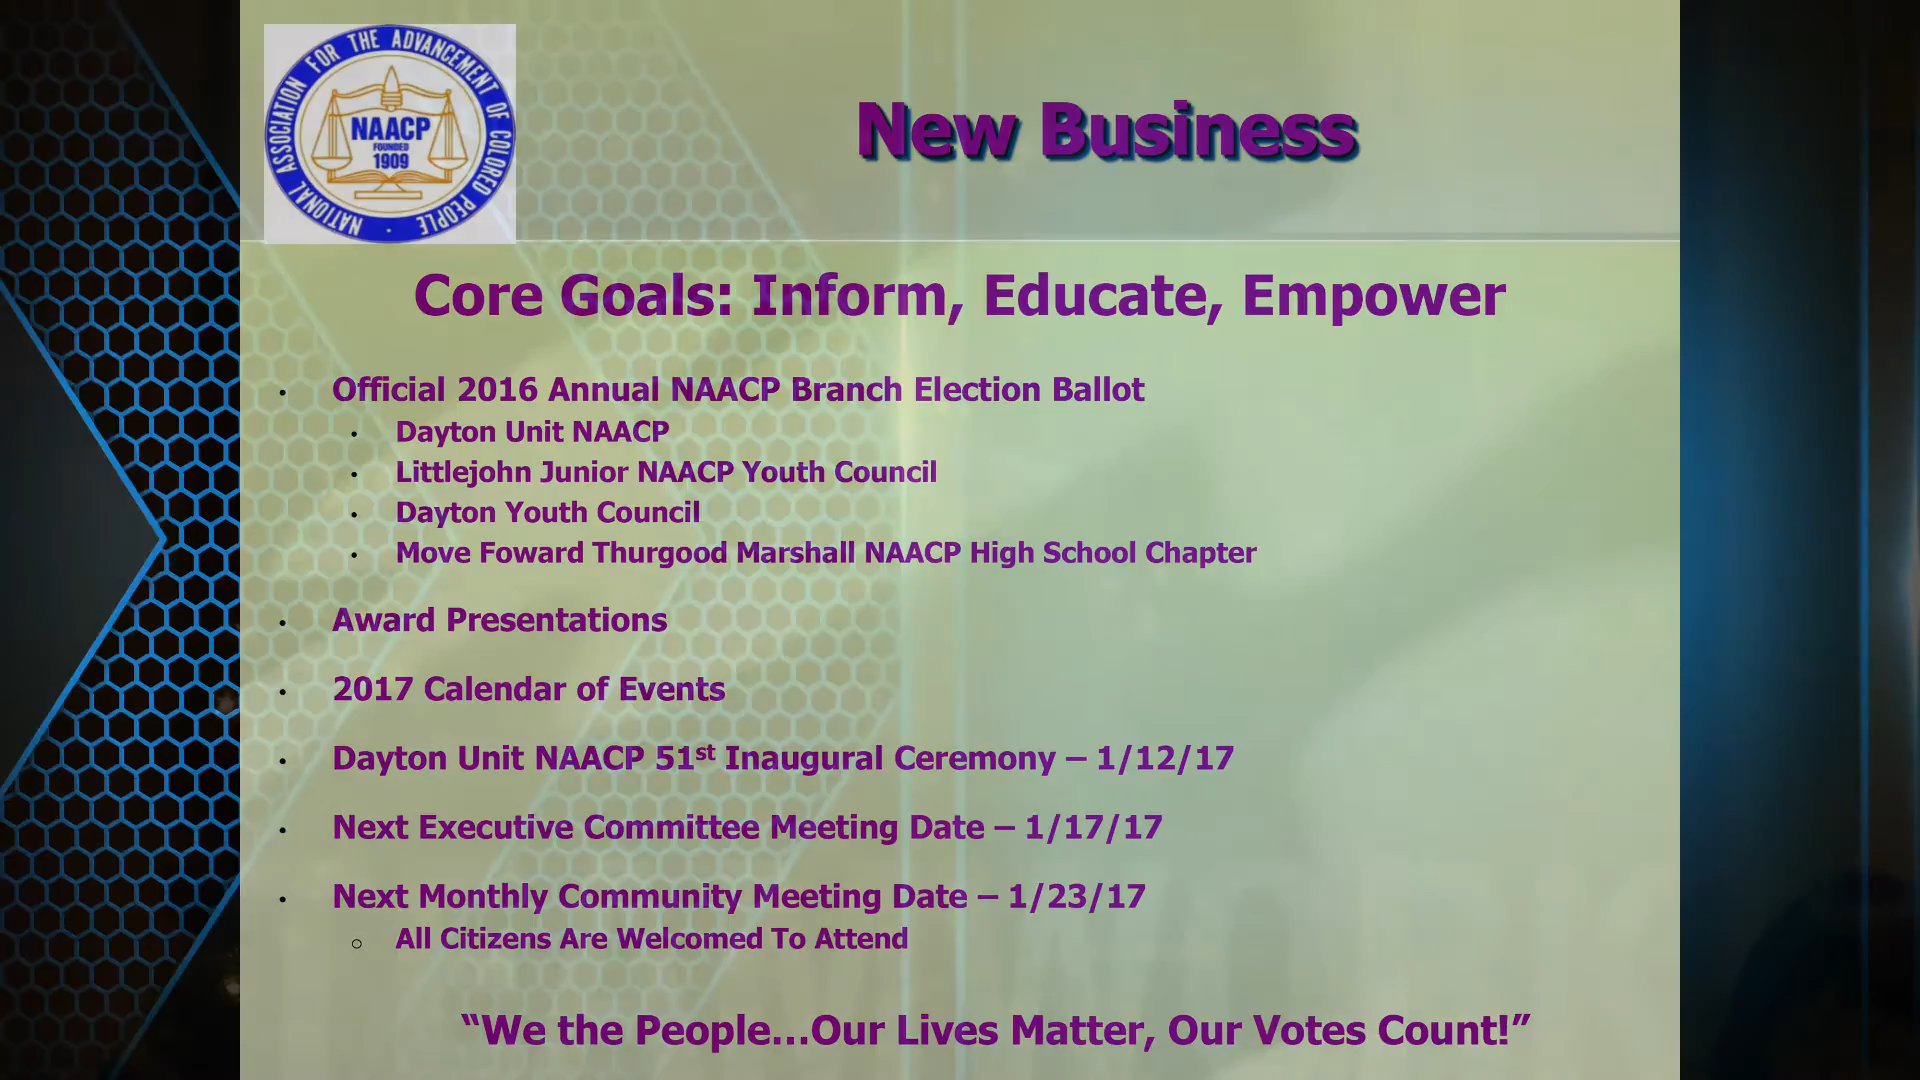 NATIONAL ASSOCIATION FOR THE ADVANCEMENT OF COLORED PEOPLE
NAACP
FOUNDED
1909
New Business
Core Goals: Inform, Educate, Empower
• Official 2016 Annual NAACP Branch Election Ballot
• Dayton Unit NAACP
• Littlejohn Junior NAACP Youth Council
• Dayton Youth Council
• Move Foward Thurgood Marshall NAACP High School Chapter
• Award Presentations
• 2017 Calendar of Events
• Dayton Unit NAACP 51st Inaugural Ceremony – 1/12/17
• Next Executive Committee Meeting Date – 1/17/17
• Next Monthly Community Meeting Date – 1/23/17
○ All Citizens Are Welcomed To Attend
“We the People...Our Lives Matter, Our Votes Count!”